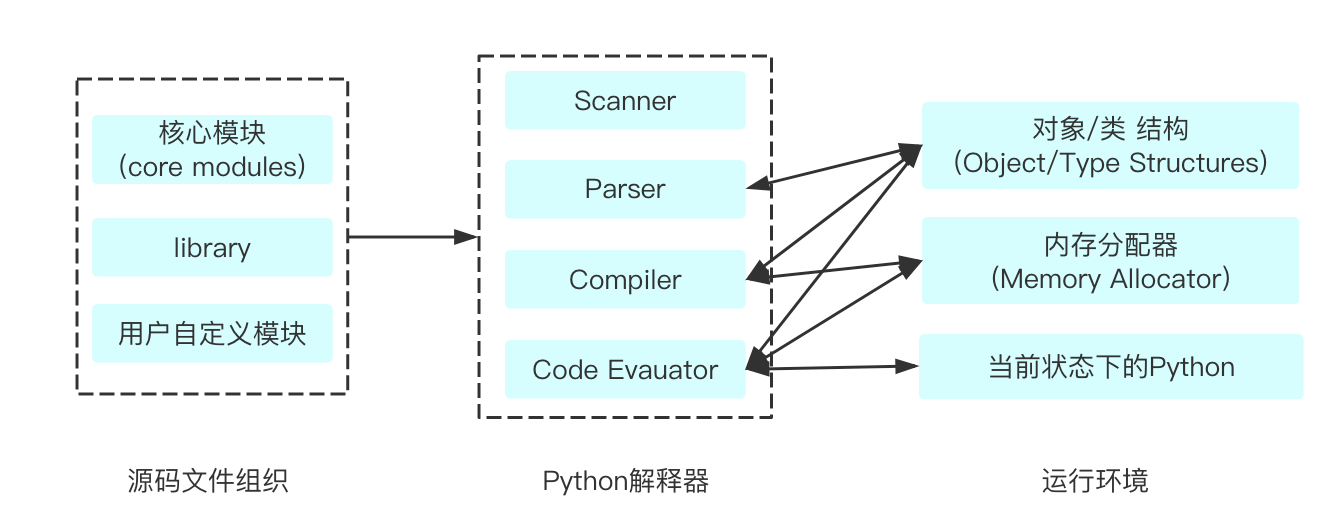 核心模块
(core modules)
library
用户自定义模块
源码文件组织
Scanner
Parser
Compiler
Code Evauator
Python解释器
对象/类 结构
(Object/Type Structures)
内存分配器
(Memory Allocator)
当前状态下的Python
运行环境